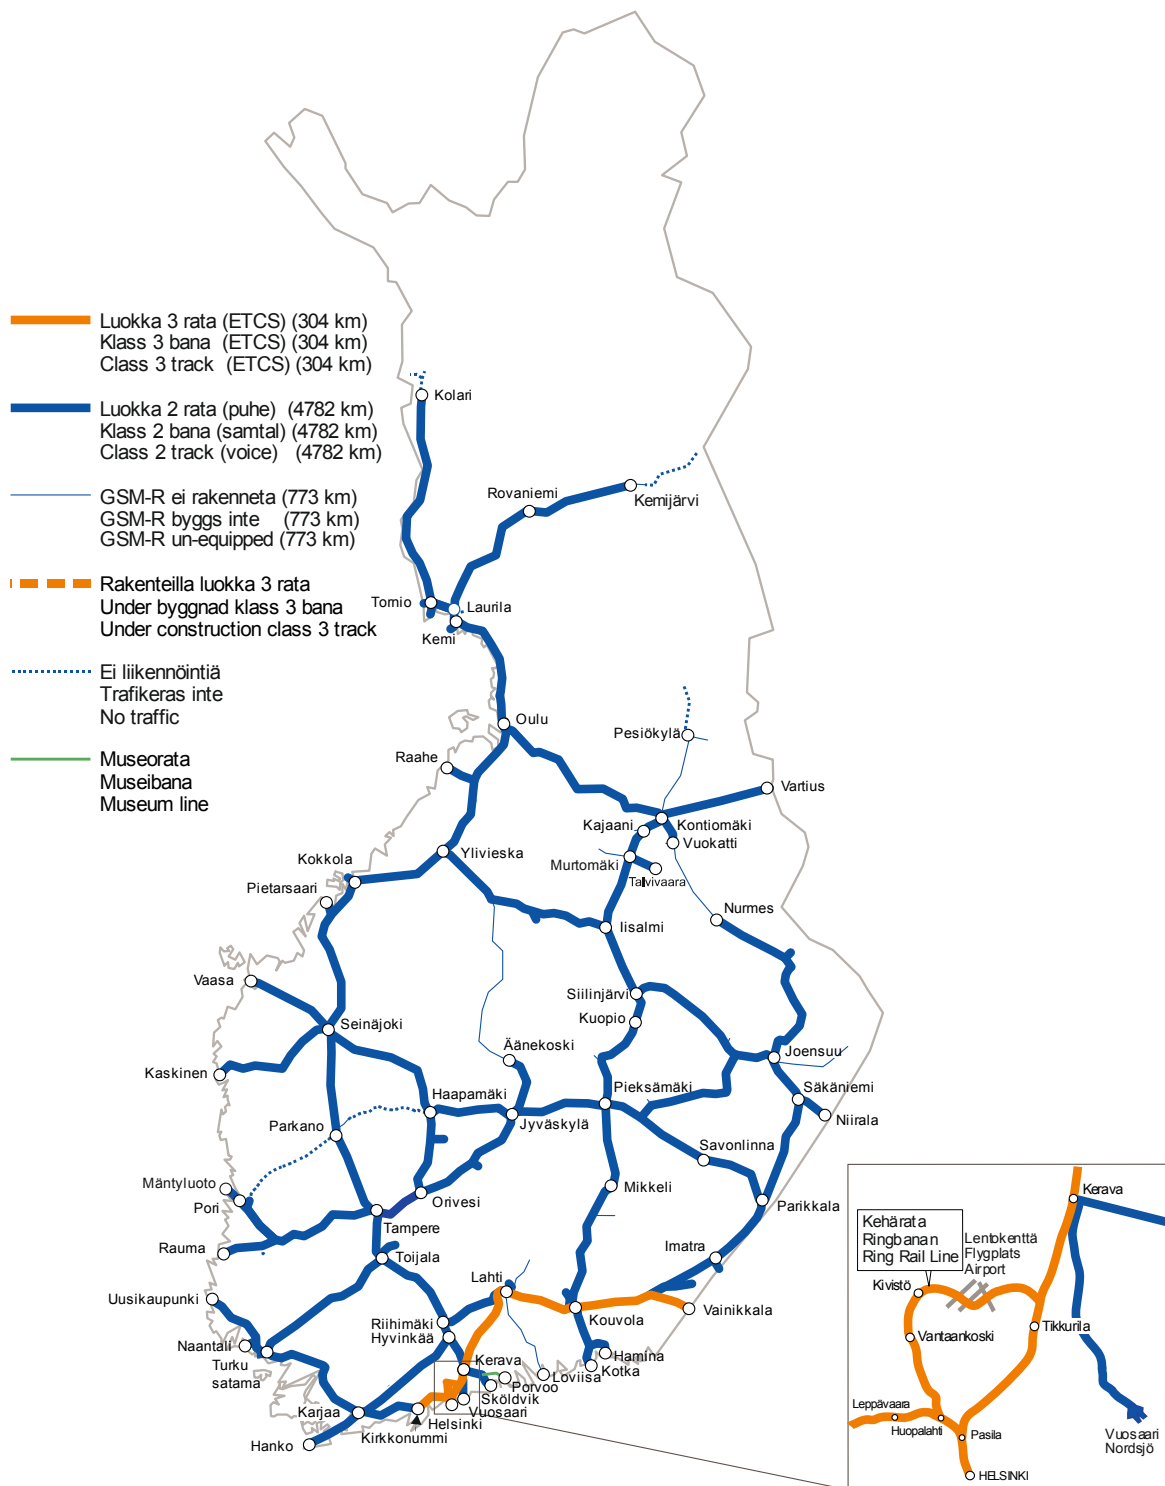 Luokka 3 rata (ETCS) (304 km)
Klass 3 bana (ETCS) (304 km)
Class 3 track (ETCS) (304 km)
Luokka 2 rata (puhe) (4782 km)
Klass 2 bana (samtal) (4782 km)
Class 2 track (voice) (4782 km)
GSM-R ei rakenneta (773 km)
GSM-R byggs inte (773 km)
GSM-R un-equipped (773 km)
Rakenteilla luokka 3 rata
Under byggnad klass 3 bana
Under construction class 3 track
Ei liikennöintiä
Trafikeras inte
No traffic
Museorata
Museibana
Museum line
Kolari
Rovaniemi
Kemijärvi
Tornio
Laurila
Kemi
Oulu
Pesiökylä
Raahe
Vartius
Kajaani
Kontiomäki
Vuokatti
Ylivieska
Murtomäki
Talvivaara
Kokkola
Pietarsaari
Nurmes
Iisalmi
Vaasa
Siilinjärvi
Kuopio
Seinäjoki
Joensuu
Äänekoski
Kaskinen
Haapamäki
Pieksämäki
Säkäniemi
Jyväskylä
Niirala
Parkano
Savonlinna
Mäntyluoto
Orivesi
Mikkeli
Pori
Parikkala
Tampere
Rauma
Toijala
Imatra
Lahti
Uusikaupunki
Vainikkala
Kouvola
Riihimäki
Hyvinkää
Naantali
Turku
satama
Hamina
Kerava
Kotka
Loviisa
Porvoo
Sköldvik
Vuosaari
Karjaa
Helsinki
Kirkkonummi
Hanko
Kerava
Kehärata
Ringbanan
Ring Rail Line
Lentokenttä
Flygplats
Airport
Kivistö
Vantaankoski
Tikkurila
Leppävaara
Huopalahti
Pasila
Vuosaari
Nordsjö
HELSINKI